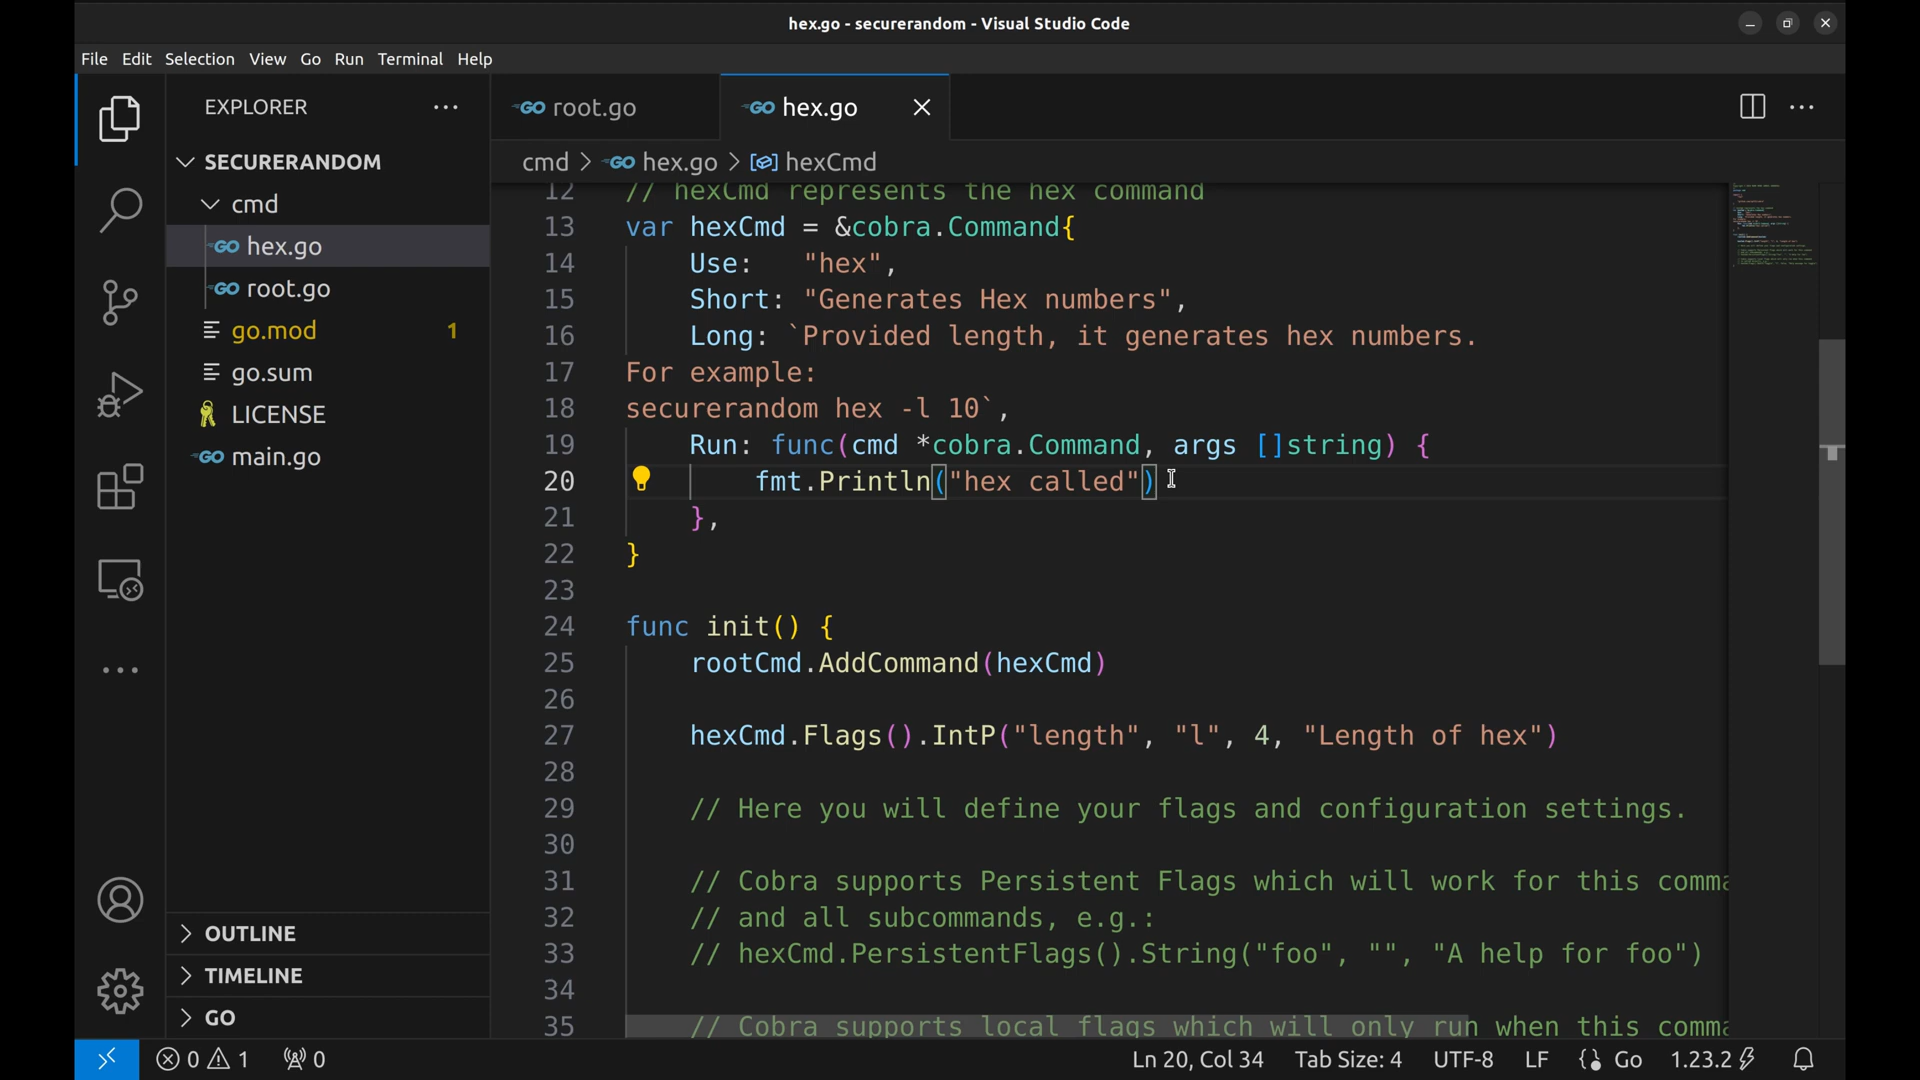 hex.go - securerandom - Visual Studio Code
File Edit Selection View Go Run Terminal Help
EXPLORER
SECURERANDOM
cmd
GO hex.go
GO root.go
go.mod 1
go.sum
LICENSE
GO main.go
OUTLINE
TIMELINE
GO
GO root.go
GO hex.go
cmd > GO hex.go > hexCmd
12 // hexCmd represents the hex command
13 var hexCmd = &cobra.Command{
14 Use: "hex",
15 Short: "Generates Hex numbers",
16 Long: `Provided length, it generates hex numbers.
17 For example:
18 securerandom hex -l 10`,
19 Run: func(cmd *cobra.Command, args []string) {
20 fmt.Println("hex called")
21 },
22 }
23
24 func init() {
25 rootCmd.AddCommand(hexCmd)
26
27 hexCmd.Flags().IntP("length", "l", 4, "Length of hex")
28
29 // Here you will define your flags and configuration settings.
30
31 // Cobra supports Persistent Flags which will work for this comma
32 // and all subcommands, e.g.:
33 // hexCmd.PersistentFlags().String("foo", "", "A help for foo")
34
35 // Cobra supports local flags which will only run when this comma
0 1 0
Ln 20, Col 34 Tab Size: 4 UTF-8 LF {} Go 1.23.2